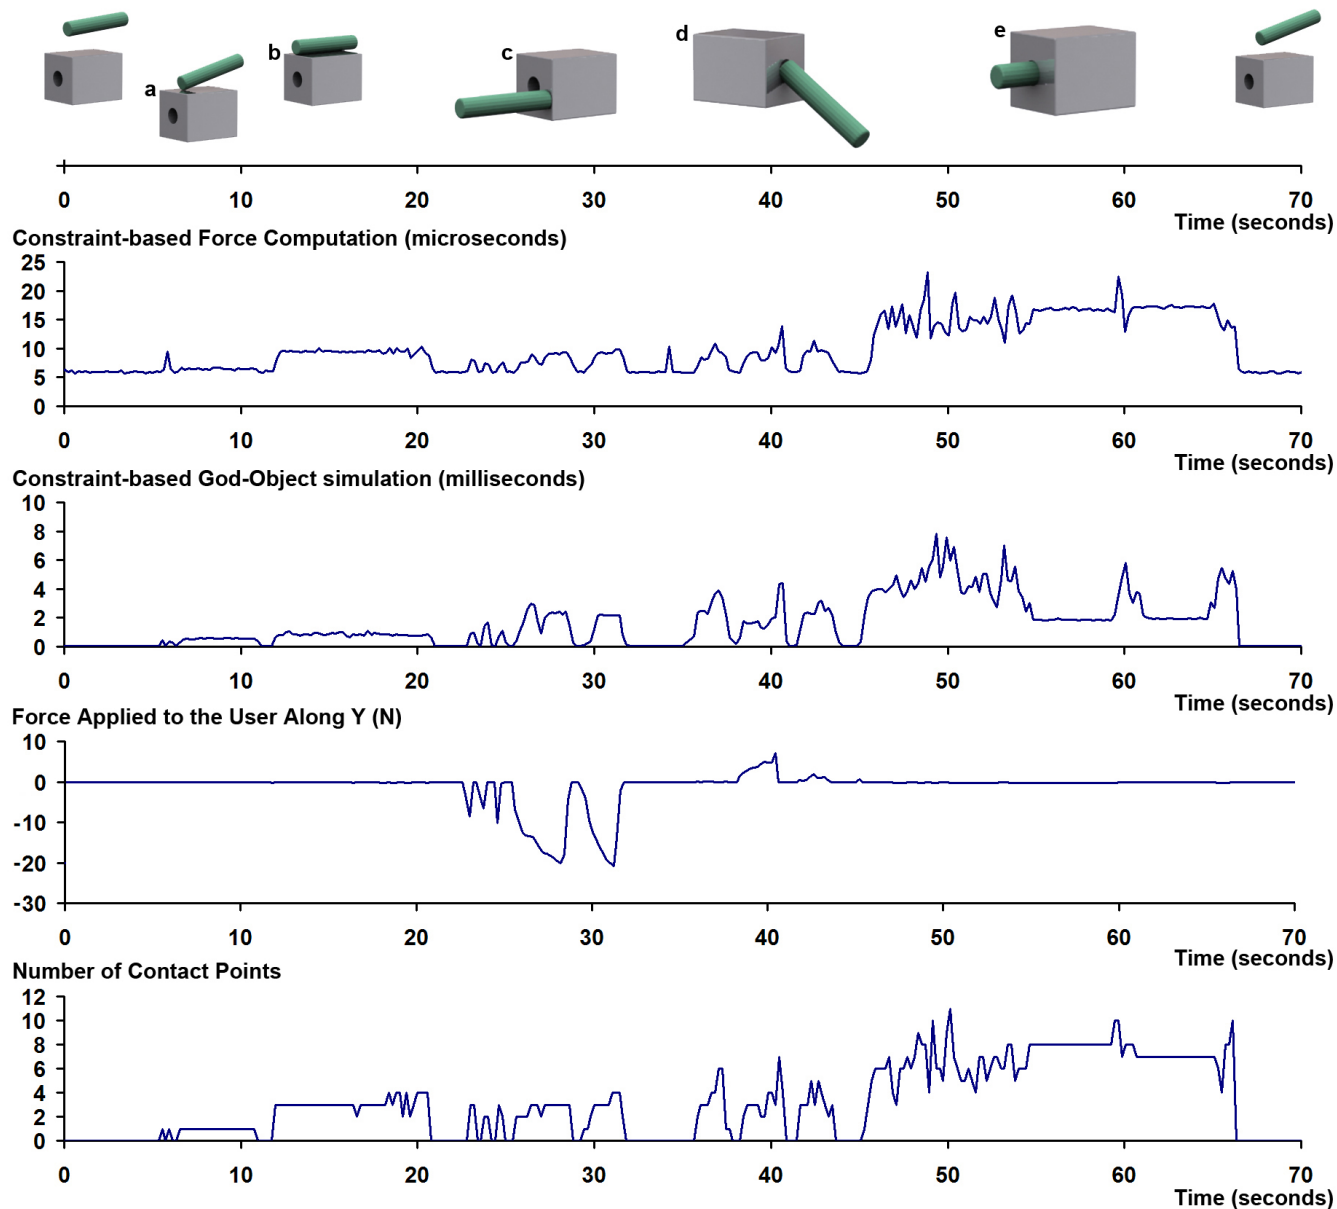 a
b
c
d
e
0 10 20 30 40 50 60 70
Time (seconds)
Constraint-based Force Computation (microseconds)
25
20
15
10
5
0
0 10 20 30 40 50 60 70
Time (seconds)
Constraint-based God-Object simulation (milliseconds)
10
8
6
4
2
0
0 10 20 30 40 50 60 70
Time (seconds)
Force Applied to the User Along Y (N)
10
0
-10
-20
-30
0 10 20 30 40 50 60 70
Time (seconds)
Number of Contact Points
12
10
8
6
4
2
0
0 10 20 30 40 50 60 70
Time (seconds)